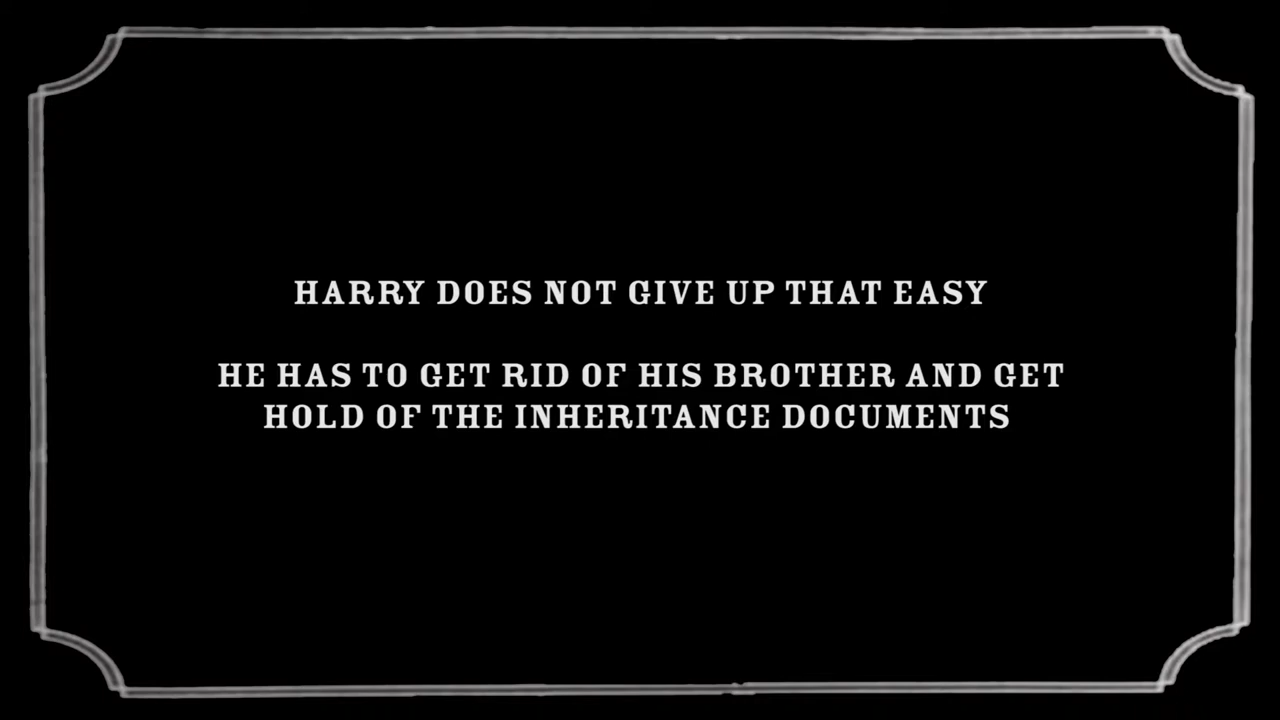 HARRY DOES NOT GIVE UP THAT EASY
HE HAS TO GET RID OF HIS BROTHER AND GET
HOLD OF THE INHERITANCE DOCUMENTS